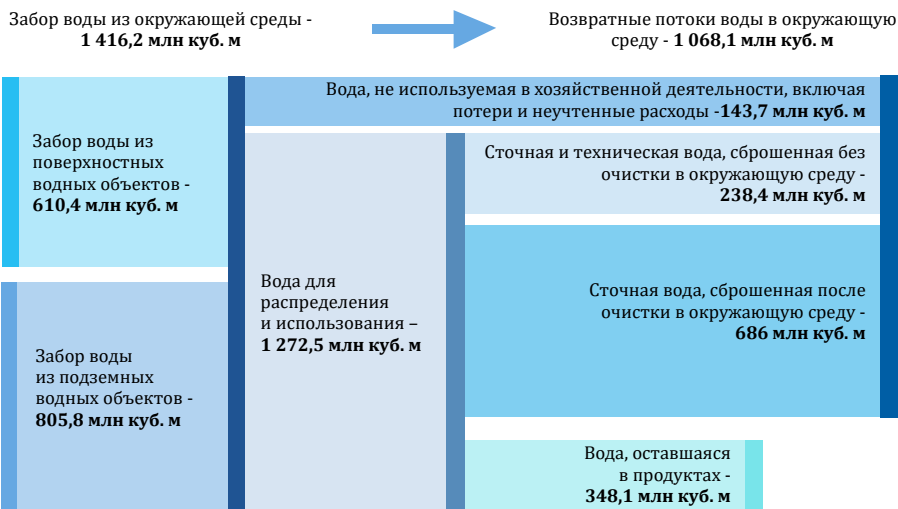 Забор воды из окружающей среды -
1 416,2 млн куб. м
Возвратные потоки воды в окружающую
среду - 1 068,1 млн куб. м
Вода, не используемая в хозяйственной деятельности, включая
потери и неучтенные расходы -143,7 млн куб. м
Забор воды из
поверхностных
водных объектов -
610,4 млн куб. м
Сточная и техническая вода, сброшенная без
очистки в окружающую среду -
238,4 млн куб. м
Вода для
распределения
и использования –
1 272,5 млн куб. м
Сточная вода, сброшенная после
очистки в окружающую среду -
686 млн куб. м
Забор воды
из подземных
водных объектов -
805,8 млн куб. м
Вода, оставшаяся
в продуктах -
348,1 млн куб. м